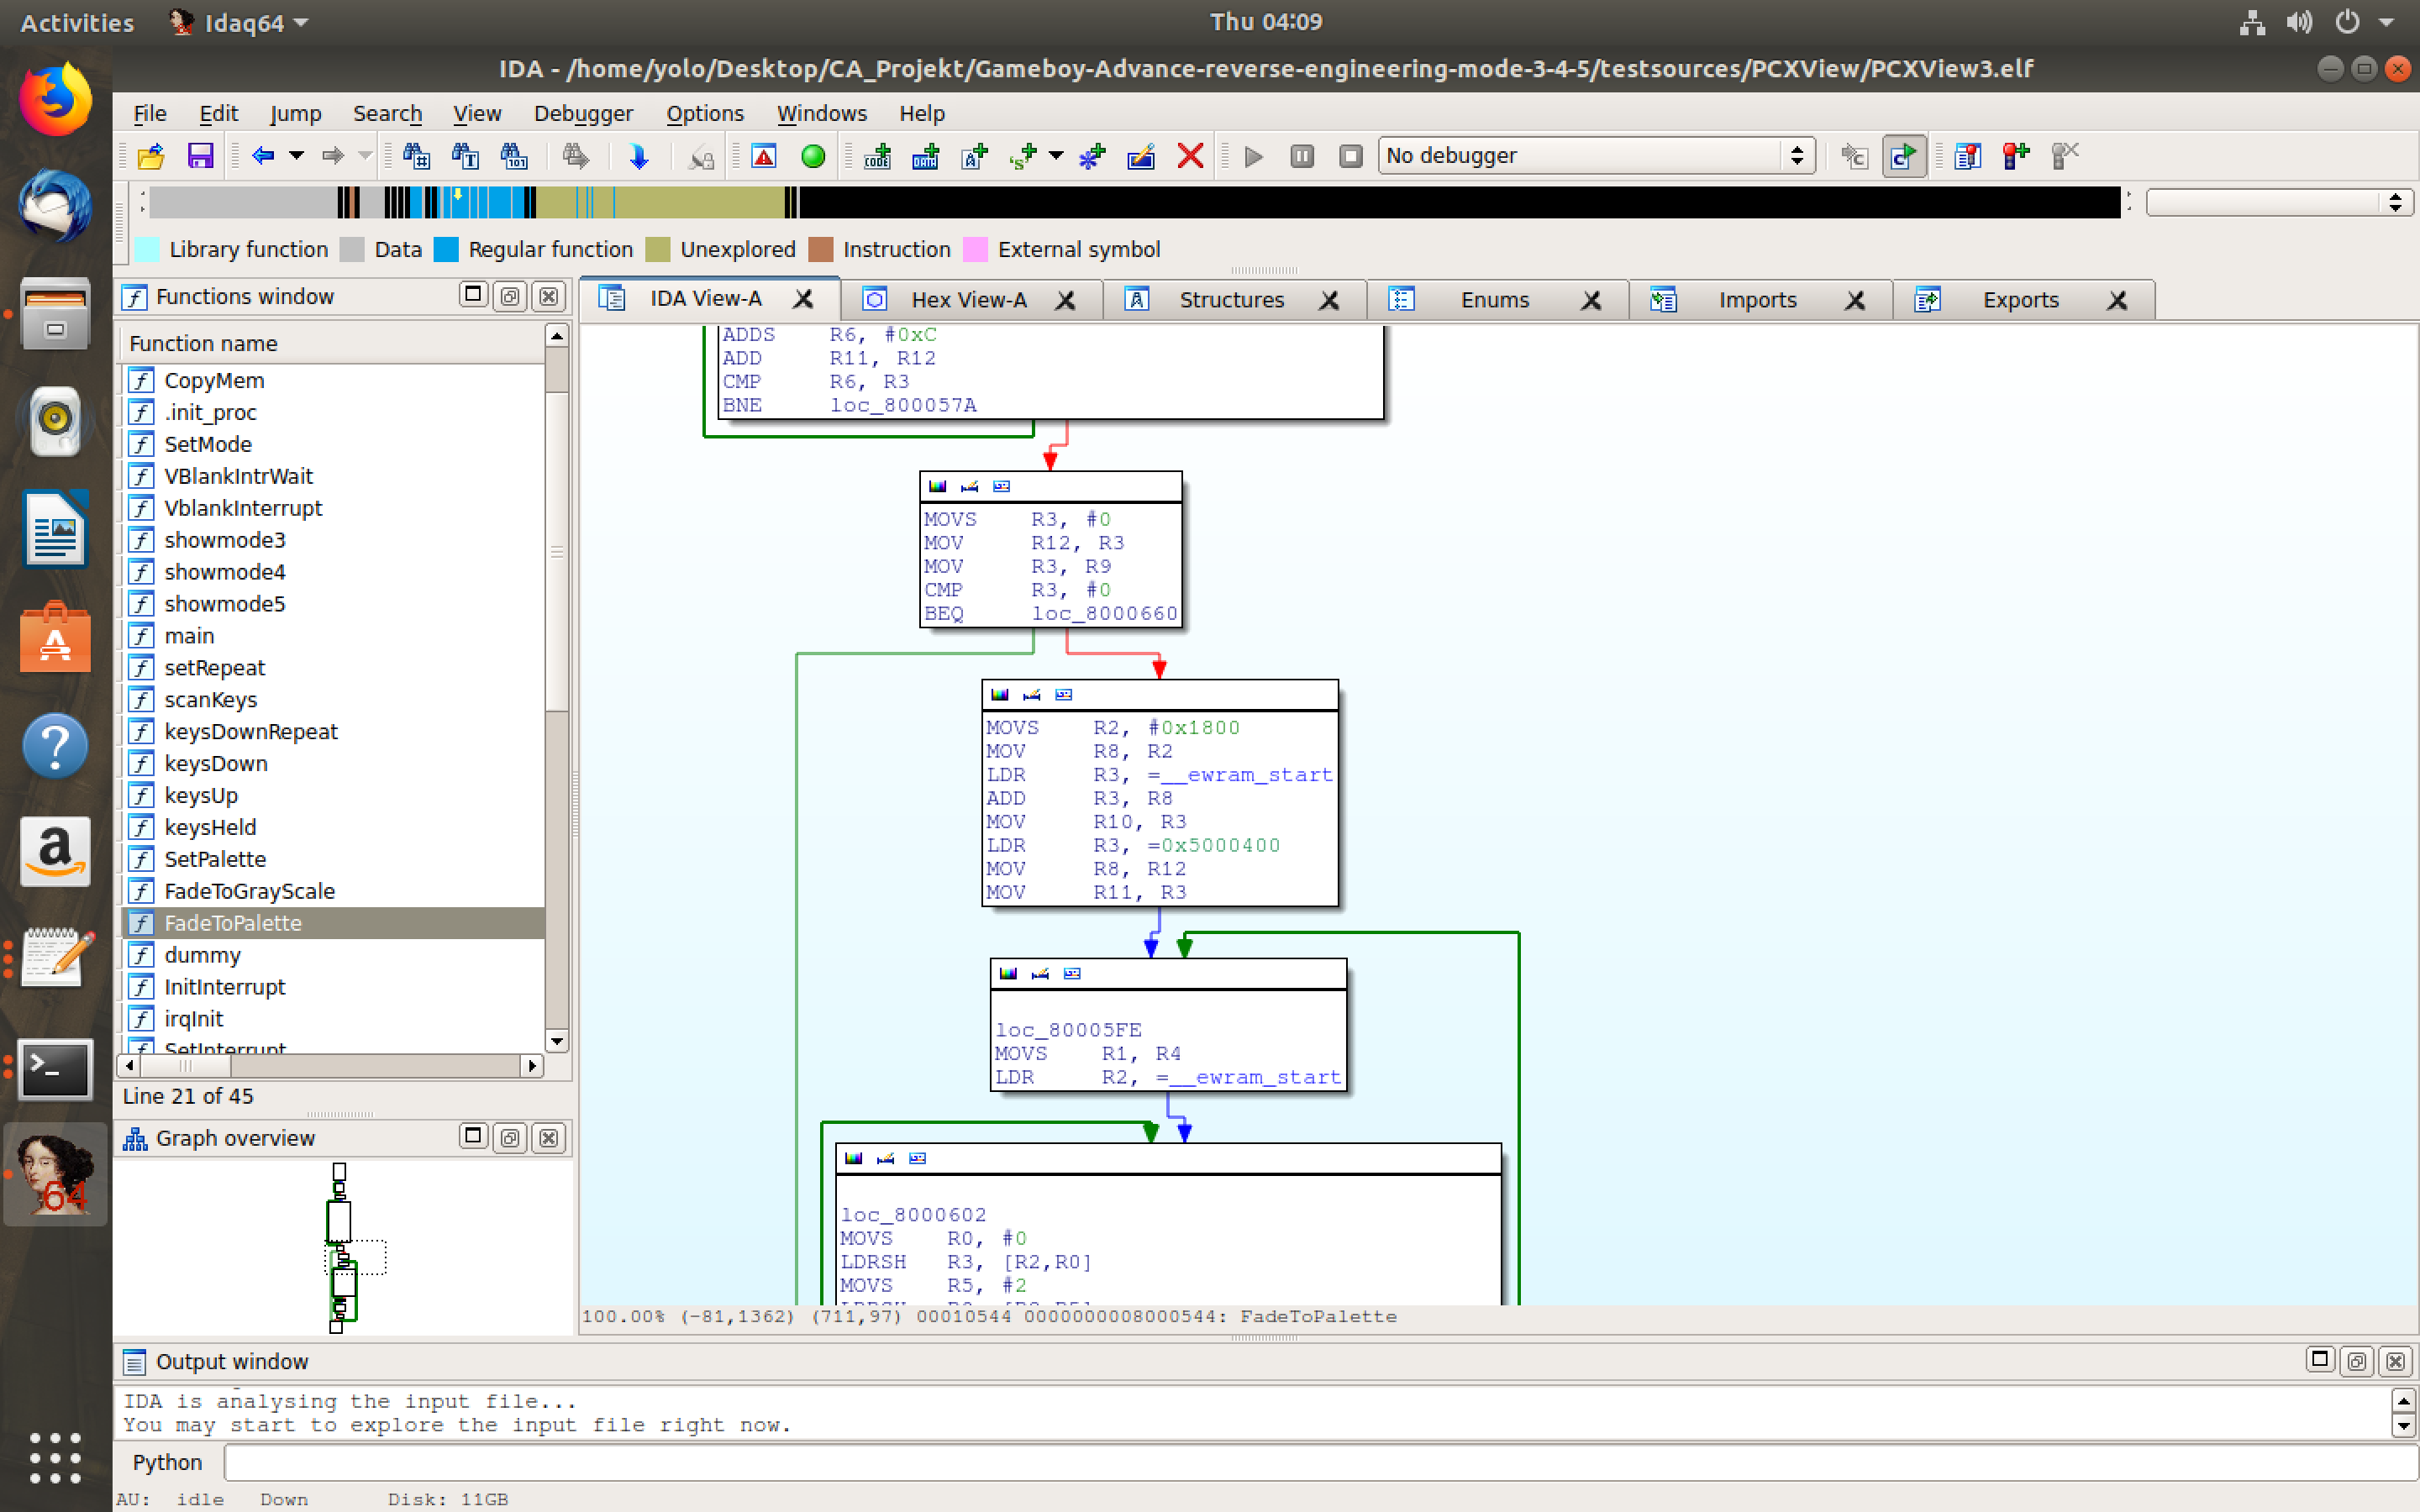 Activities Idaq64 Thu 04:09
IDA - /home/yolo/Desktop/CA_Projekt/Gameboy-Advance-reverse-engineering-mode-3-4-5/testsources/PCXView/PCXView3.elf
File Edit Jump Search View Debugger Options Windows Help
No debugger
Library function Data Regular function Unexplored Instruction External symbol
Functions window
Function name
CopyMem
.init_proc
SetMode
VBlankIntrWait
VblankInterrupt
showmode3
showmode4
showmode5
main
setRepeat
scanKeys
keysDownRepeat
keysDown
keysUp
keysHeld
SetPalette
FadeToGrayScale
FadeToPalette
dummy
InitInterrupt
irqInit
SetInterrupt
Line 21 of 45
Graph overview
64
IDA View-A Hex View-A Structures Enums Imports Exports
ADDS R6, #0xC
ADD R11, R12
CMP R6, R3
BNE loc_800057A
MOVS R3, #0
MOV R12, R3
MOV R3, R9
CMP R3, #0
BEQ loc_8000660
MOVS R2, #0x1800
MOV R8, R2
LDR R3, =__ewram_start
ADD R3, R8
MOV R10, R3
LDR R3, =0x5000400
MOV R8, R12
MOV R11, R3
loc_80005FE
MOVS R1, R4
LDR R2, =__ewram_start
loc_8000602
MOVS R0, #0
LDRSH R3, [R2,R0]
MOVS R5, #2
100.00% (-81,1362) (711,97) 00010544 0000000008000544: FadeToPalette
Output window
IDA is analysing the input file...
You may start to explore the input file right now.
Python
AU: idle Down Disk: 11GB